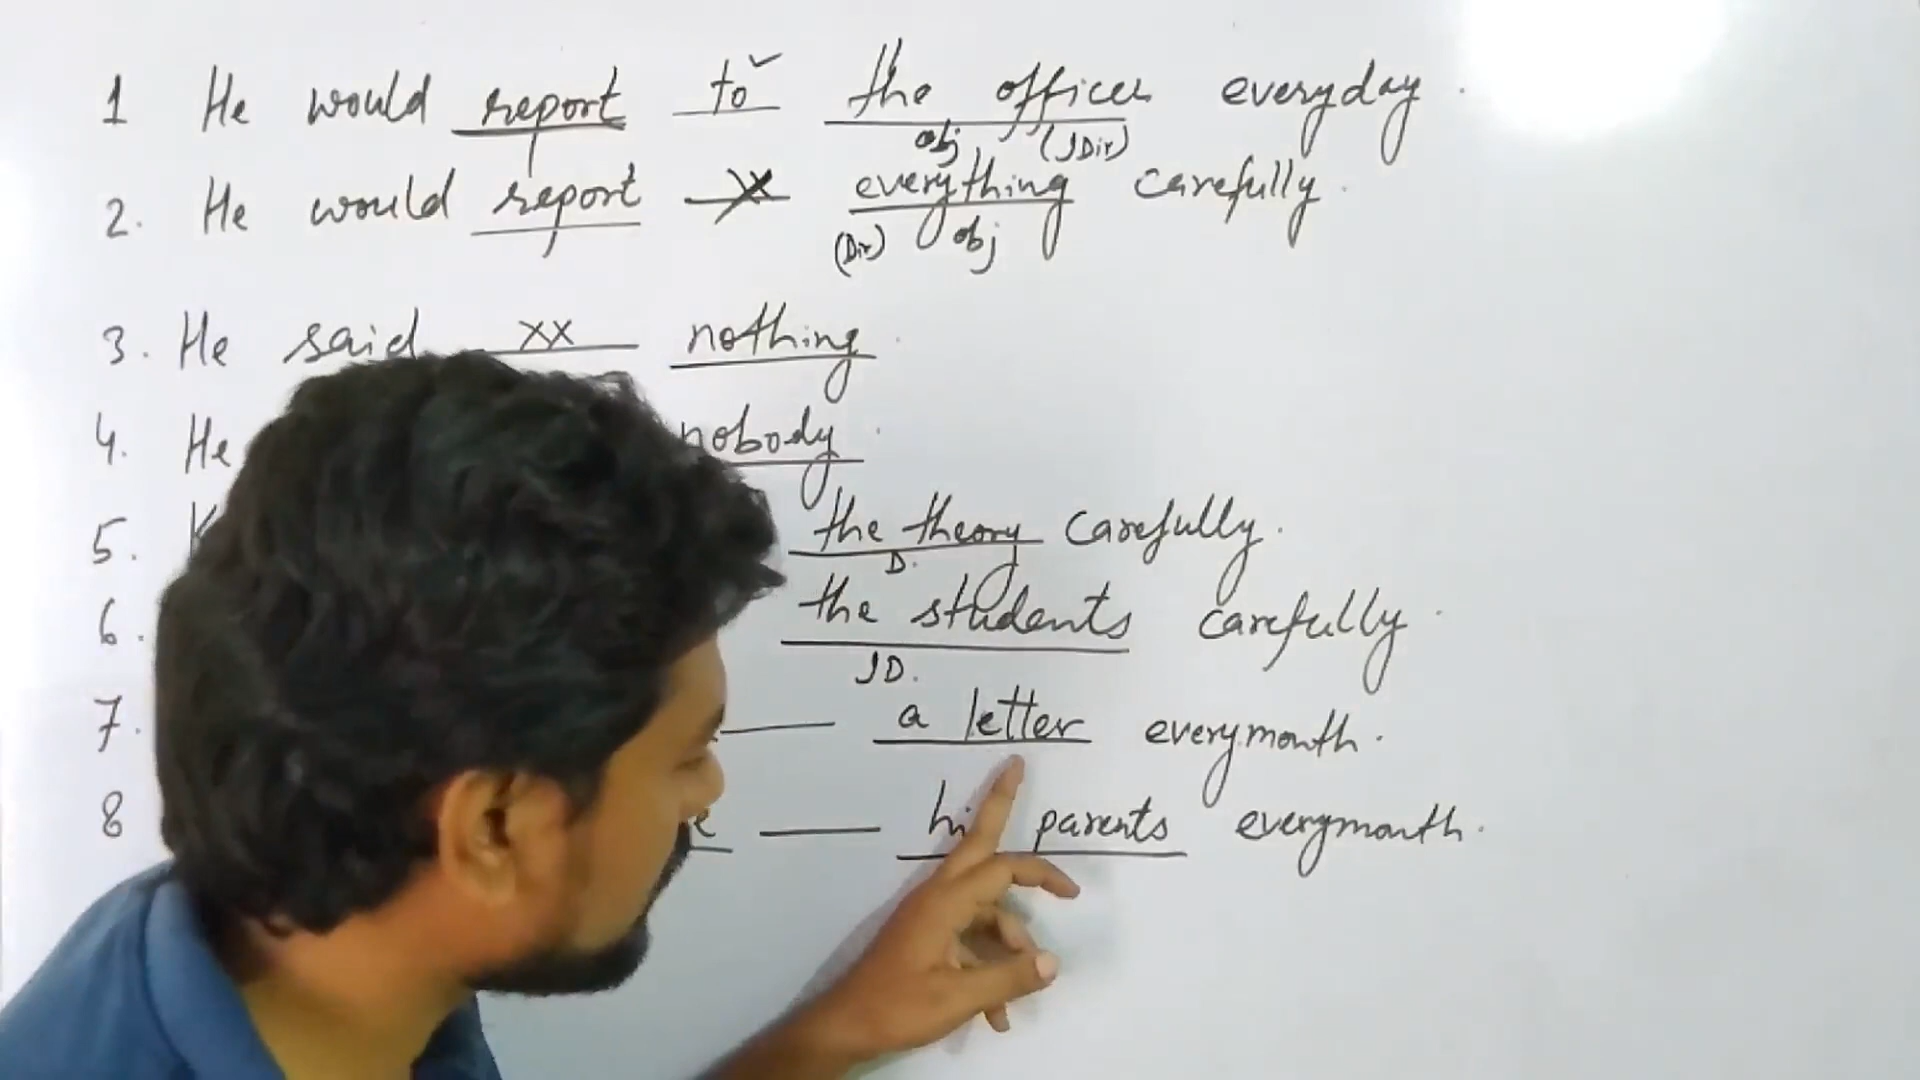 1 He would report to the officer everyday.
obj (IDir)
2. He would report XX everything carefully.
(Dir) obj
3. He said XX nothing.
4. He nobody.
5. the theory carefully.
D.
6. the students carefully.
ID.
7. a letter everymonth.
8 parents everymonth.